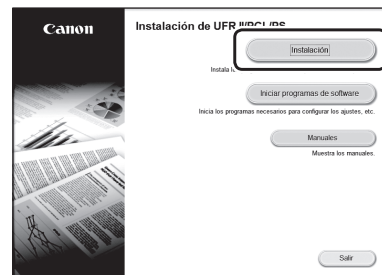 Canon
Instalación de UFR II/PCL/PS
Instalación
Instala l
Iniciar programas de software
Inicia los programas necesarios para configurar los ajustes, etc.
Manuales
Muestra los manuales.
Salir